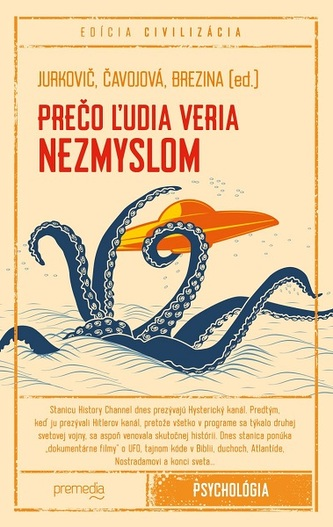 EDÍCIA CIVILIZÁCIA
JURKOVIČ, ČAVOJOVÁ, BREZINA (ed.)
PREČO ĽUDIA VERIA
NEZMYSLOM
Stanicu History Channel dnes prezývajú Hysterický kanál. Predtým,
keď ju prezývali Hitlerov kanál, pretože všetko v programe sa týkalo druhej
svetovej vojny, sa aspoň venovala skutočnej histórii. Dnes stanica ponúka
„dokumentárne filmy“ o UFO, tajnom kóde v Biblii, duchoch, Atlantíde,
Nostradamovi a konci sveta...
premedia
PSYCHOLÓGIA